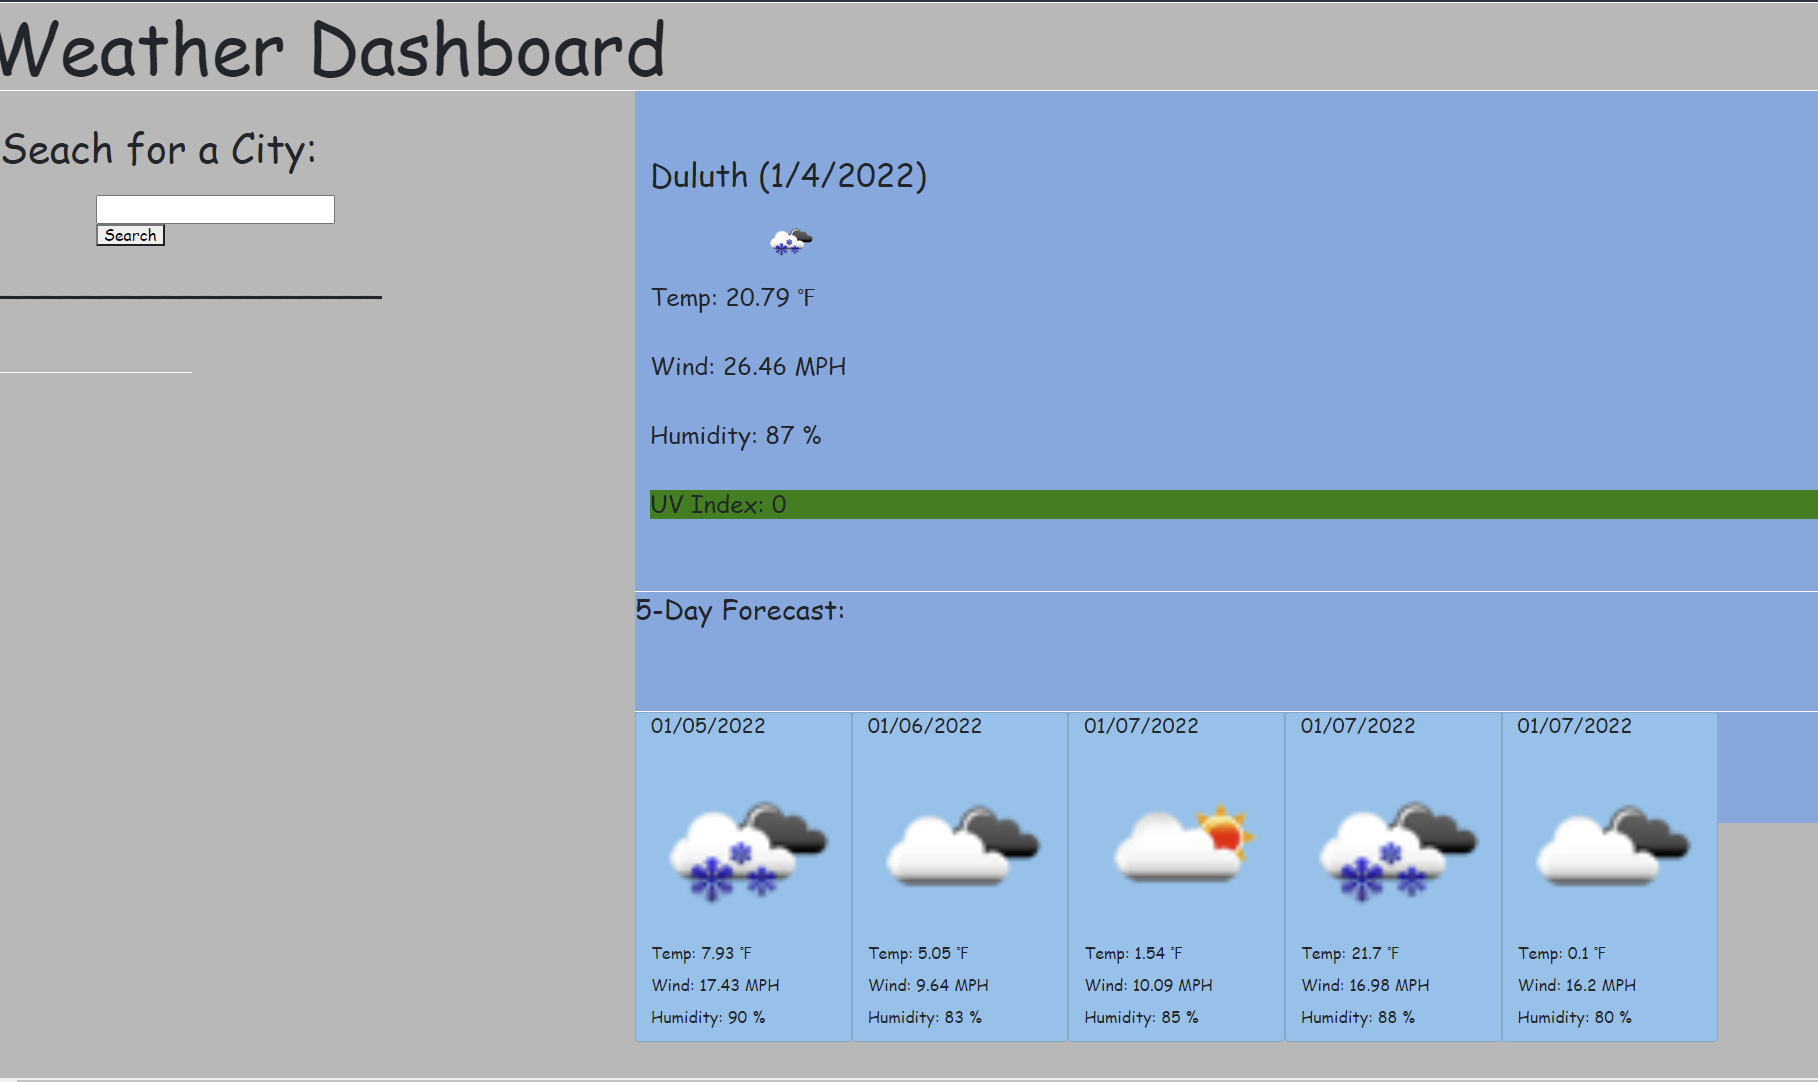 Weather Dashboard
Seach for a City:
Search
Duluth (1/4/2022)
Temp: 20.79 °F
Wind: 26.46 MPH
Humidity: 87 %
UV Index: 0
5-Day Forecast:
01/05/2022
Temp: 7.93 °F
Wind: 17.43 MPH
Humidity: 90 %
01/06/2022
Temp: 5.05 °F
Wind: 9.64 MPH
Humidity: 83 %
01/07/2022
Temp: 1.54 °F
Wind: 10.09 MPH
Humidity: 85 %
01/07/2022
Temp: 21.7 °F
Wind: 16.98 MPH
Humidity: 88 %
01/07/2022
Temp: 0.1 °F
Wind: 16.2 MPH
Humidity: 80 %